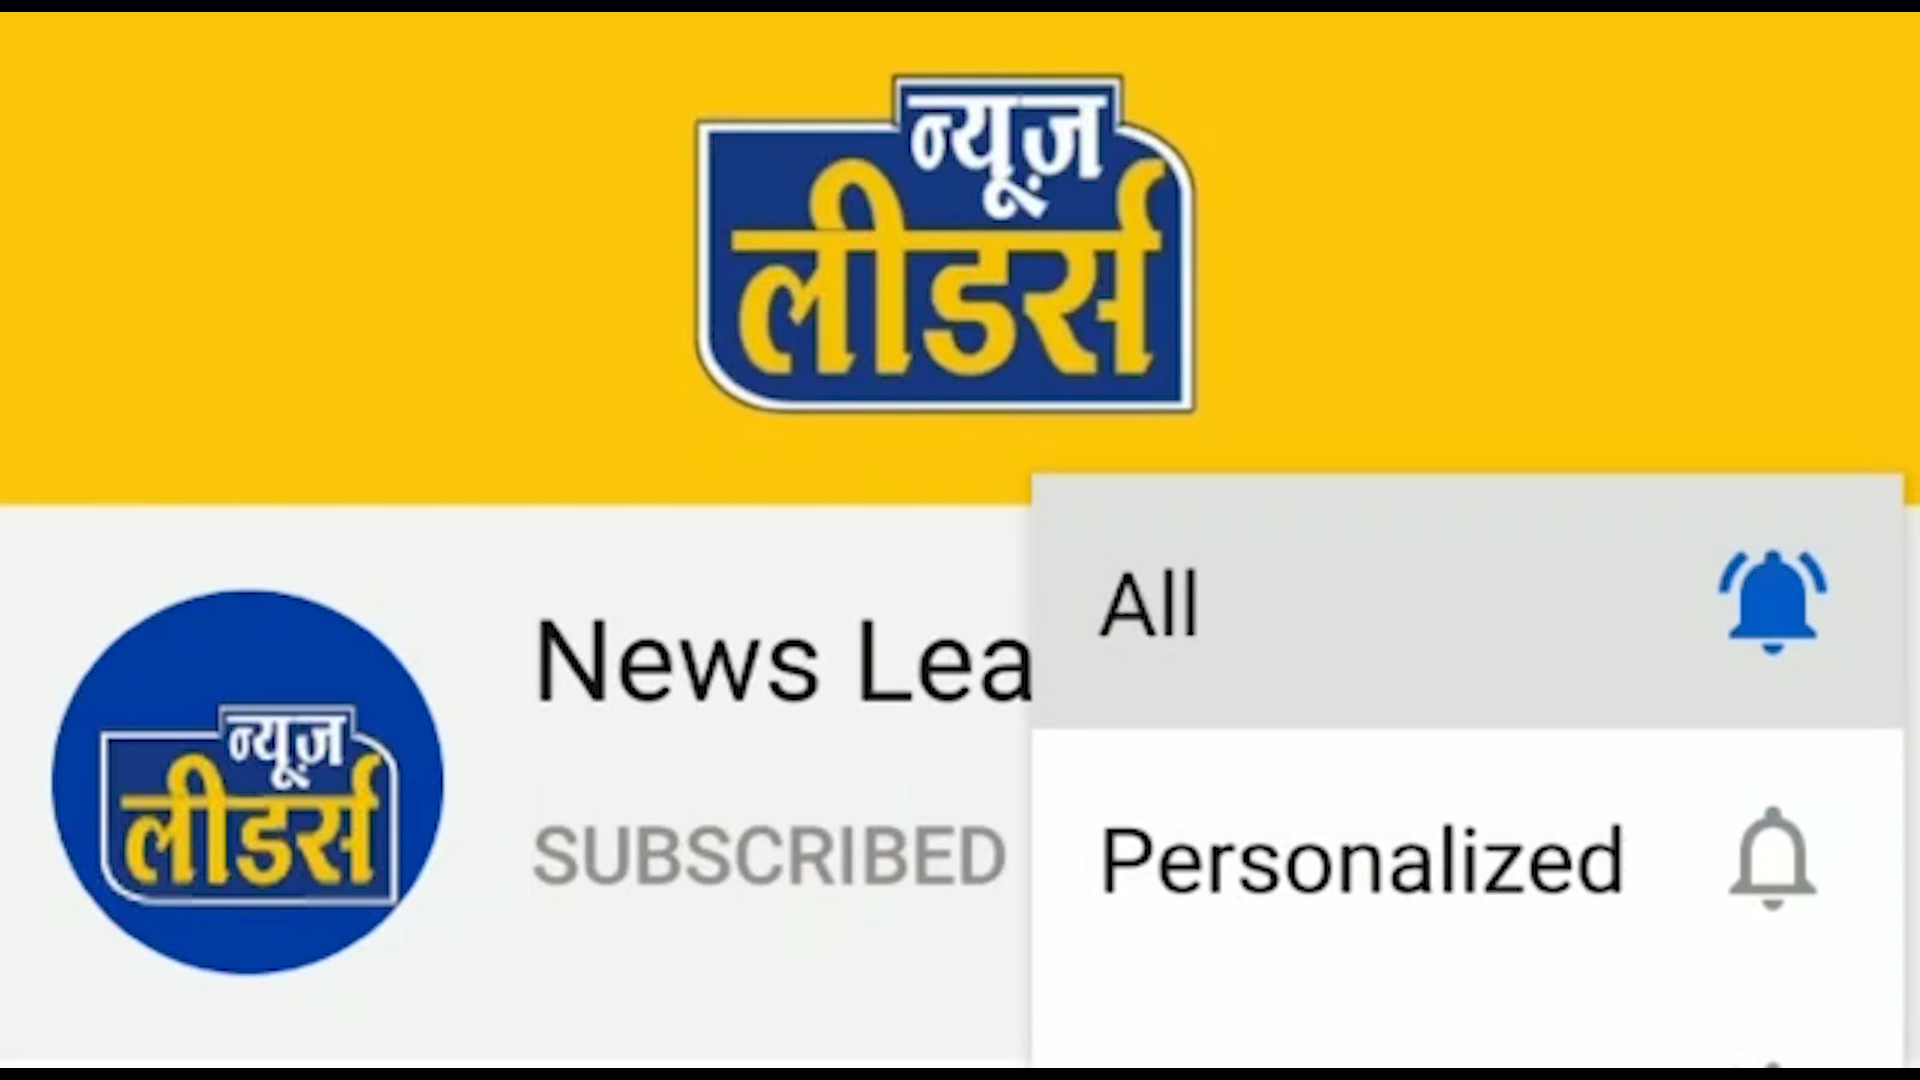 न्यूज़
लीडर्स
News Lea
SUBSCRIBED
न्यूज़
लीडर्स
All
Personalized